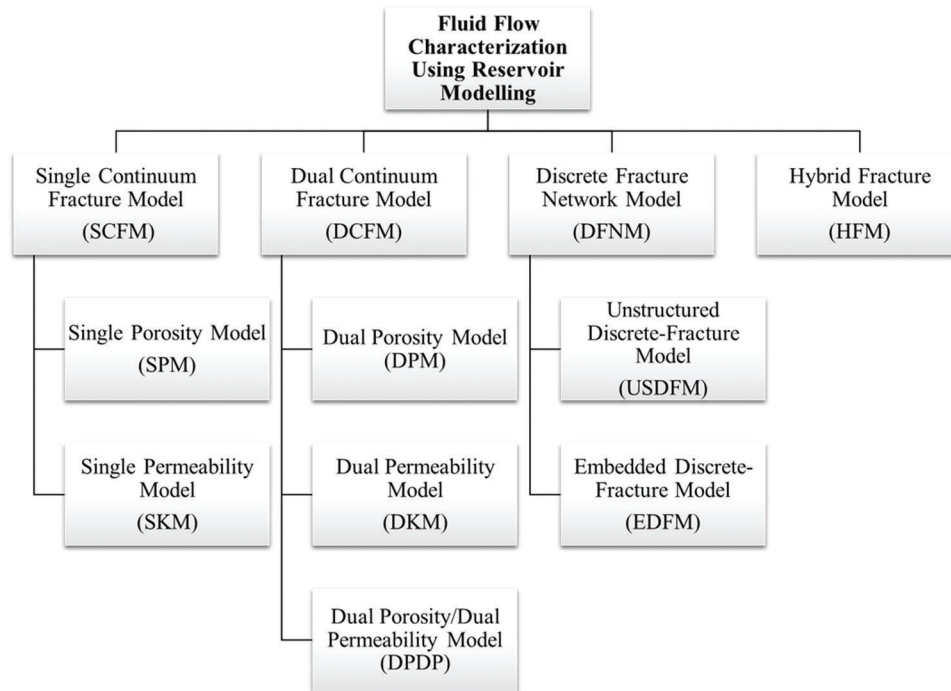 Fluid Flow
Characterization
Using Reservoir
Modelling
Single Continuum
Fracture Model
(SCFM)
Dual Continuum
Fracture Model
(DCFM)
Discrete Fracture
Network Model
(DFNM)
Hybrid Fracture
Model
(HFM)
Single Porosity Model
(SPM)
Single Permeability
Model
(SKM)
Dual Porosity Model
(DPM)
Dual Permeability
Model
(DKM)
Dual Porosity/Dual
Permeability Model
(DPDP)
Unstructured
Discrete-Fracture
Model
(USDFM)
Embedded Discrete-
Fracture Model
(EDFM)